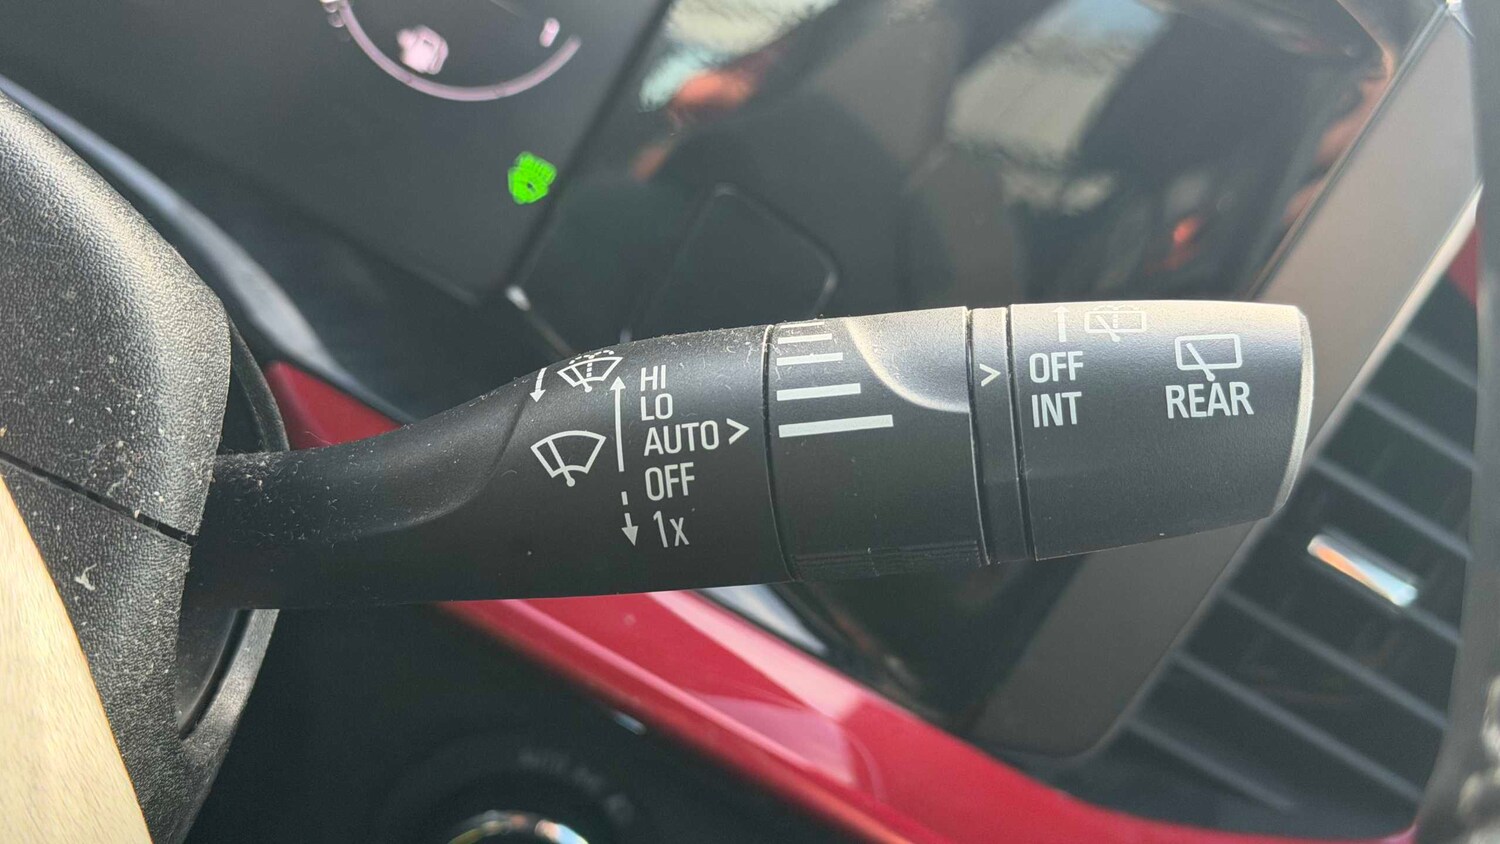 HI
LO
AUTO >
OFF
1x
> OFF
INT
REAR